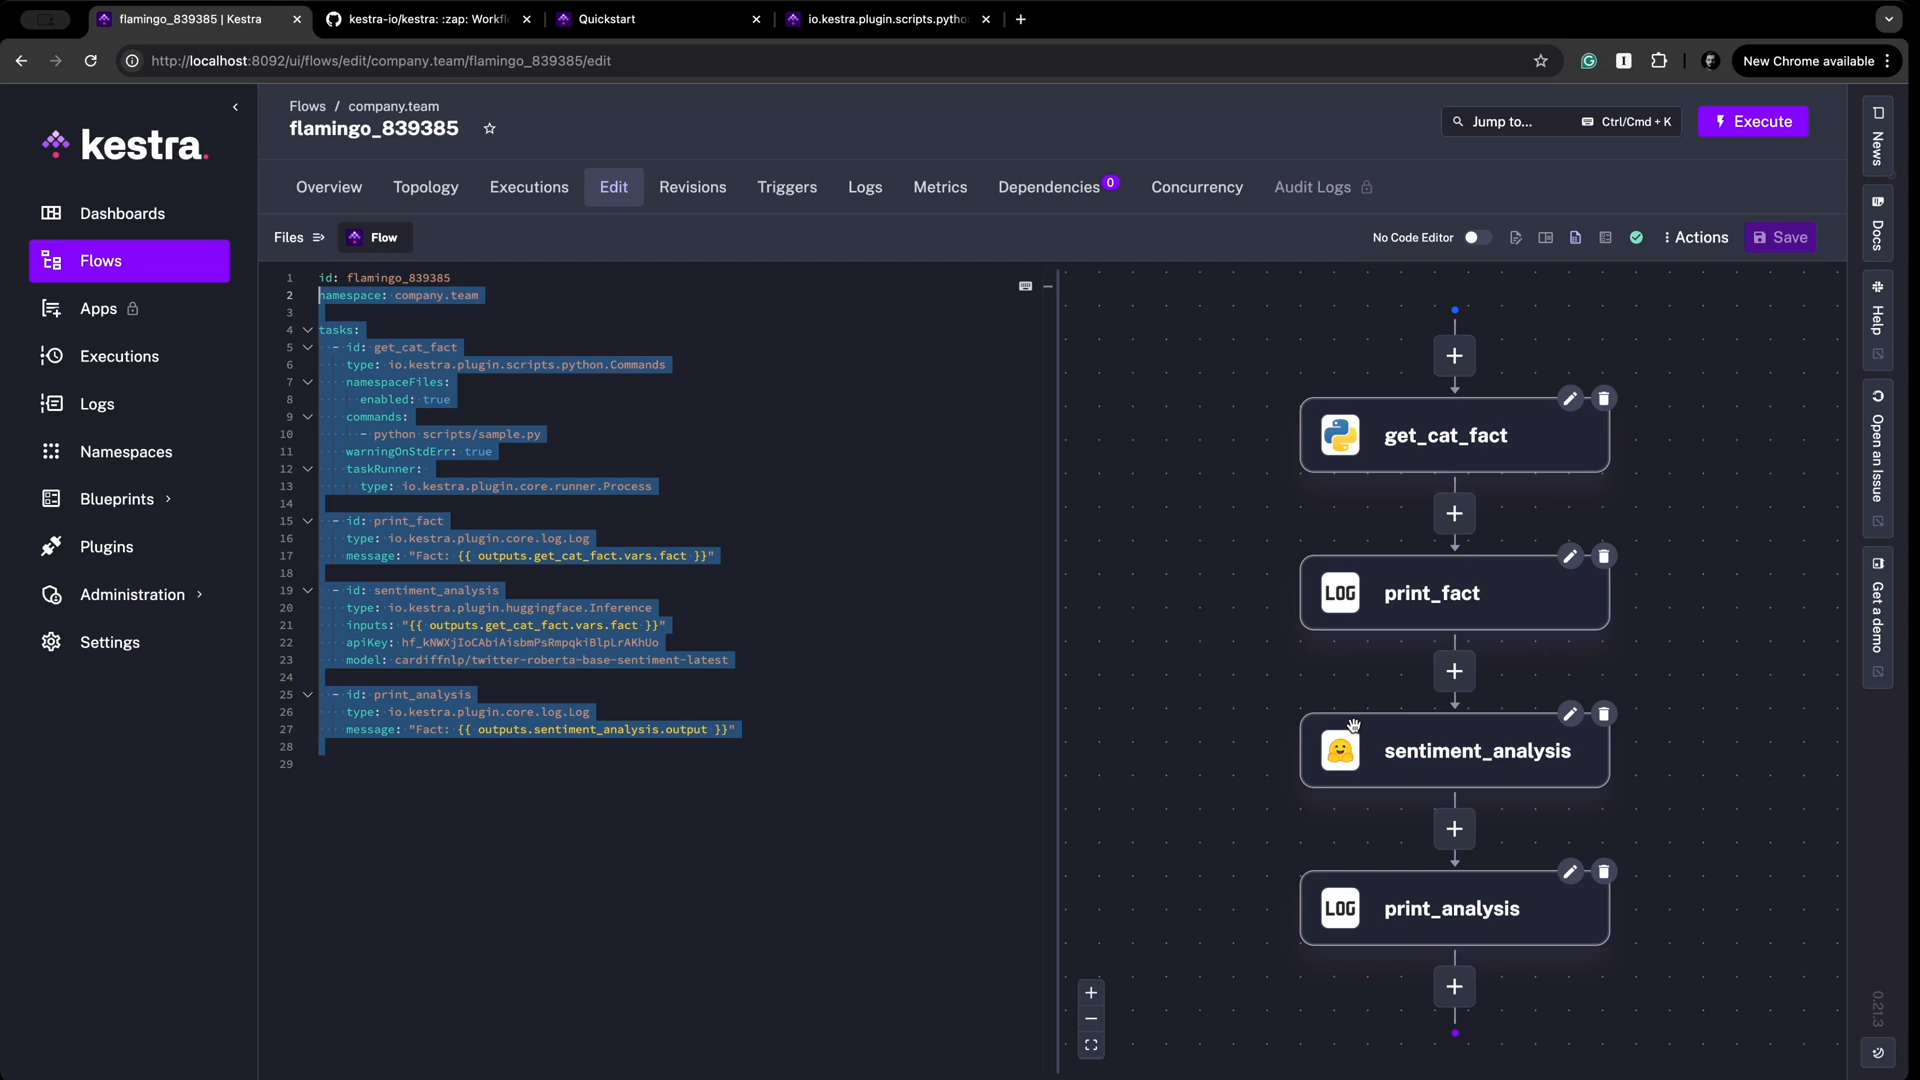 flamingo_839385 | Kestra
kestra-io/kestra: :zap: Workfl
Quickstart
io.kestra.plugin.scripts.pytho
http://localhost:8092/ui/flows/edit/company.team/flamingo_839385/edit
New Chrome available
kestra.
Dashboards
Flows
Apps
Executions
Logs
Namespaces
Blueprints
Plugins
Administration
Settings
Flows / company.team
flamingo_839385
Jump to...
Ctrl/Cmd + K
Execute
Overview
Topology
Executions
Edit
Revisions
Triggers
Logs
Metrics
Dependencies 0
Concurrency
Audit Logs
Files
Flow
No Code Editor
Actions
Save
1 id: flamingo_839385
2 namespace: company.team
3
4 tasks:
5 - id: get_cat_fact
6 type: io.kestra.plugin.scripts.python.Commands
7 namespaceFiles:
8 enabled: true
9 commands:
10 - python scripts/sample.py
11 warningOnStdErr: true
12 taskRunner:
13 type: io.kestra.plugin.core.runner.Process
14
15 - id: print_fact
16 type: io.kestra.plugin.core.log.Log
17 message: "Fact: {{ outputs.get_cat_fact.vars.fact }}"
18
19 - id: sentiment_analysis
20 type: io.kestra.plugin.huggingface.Inference
21 inputs: "{{ outputs.get_cat_fact.vars.fact }}"
22 apiKey: 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
23 model: cardiffnlp/twitter-roberta-base-sentiment-latest
24
25 - id: print_analysis
26 type: io.kestra.plugin.core.log.Log
27 message: "Fact: {{ outputs.sentiment_analysis.output }}"
28
29
get_cat_fact
LOG print_fact
sentiment_analysis
LOG print_analysis
News
Docs
Help
Open an Issue
Get a demo
0.21.3